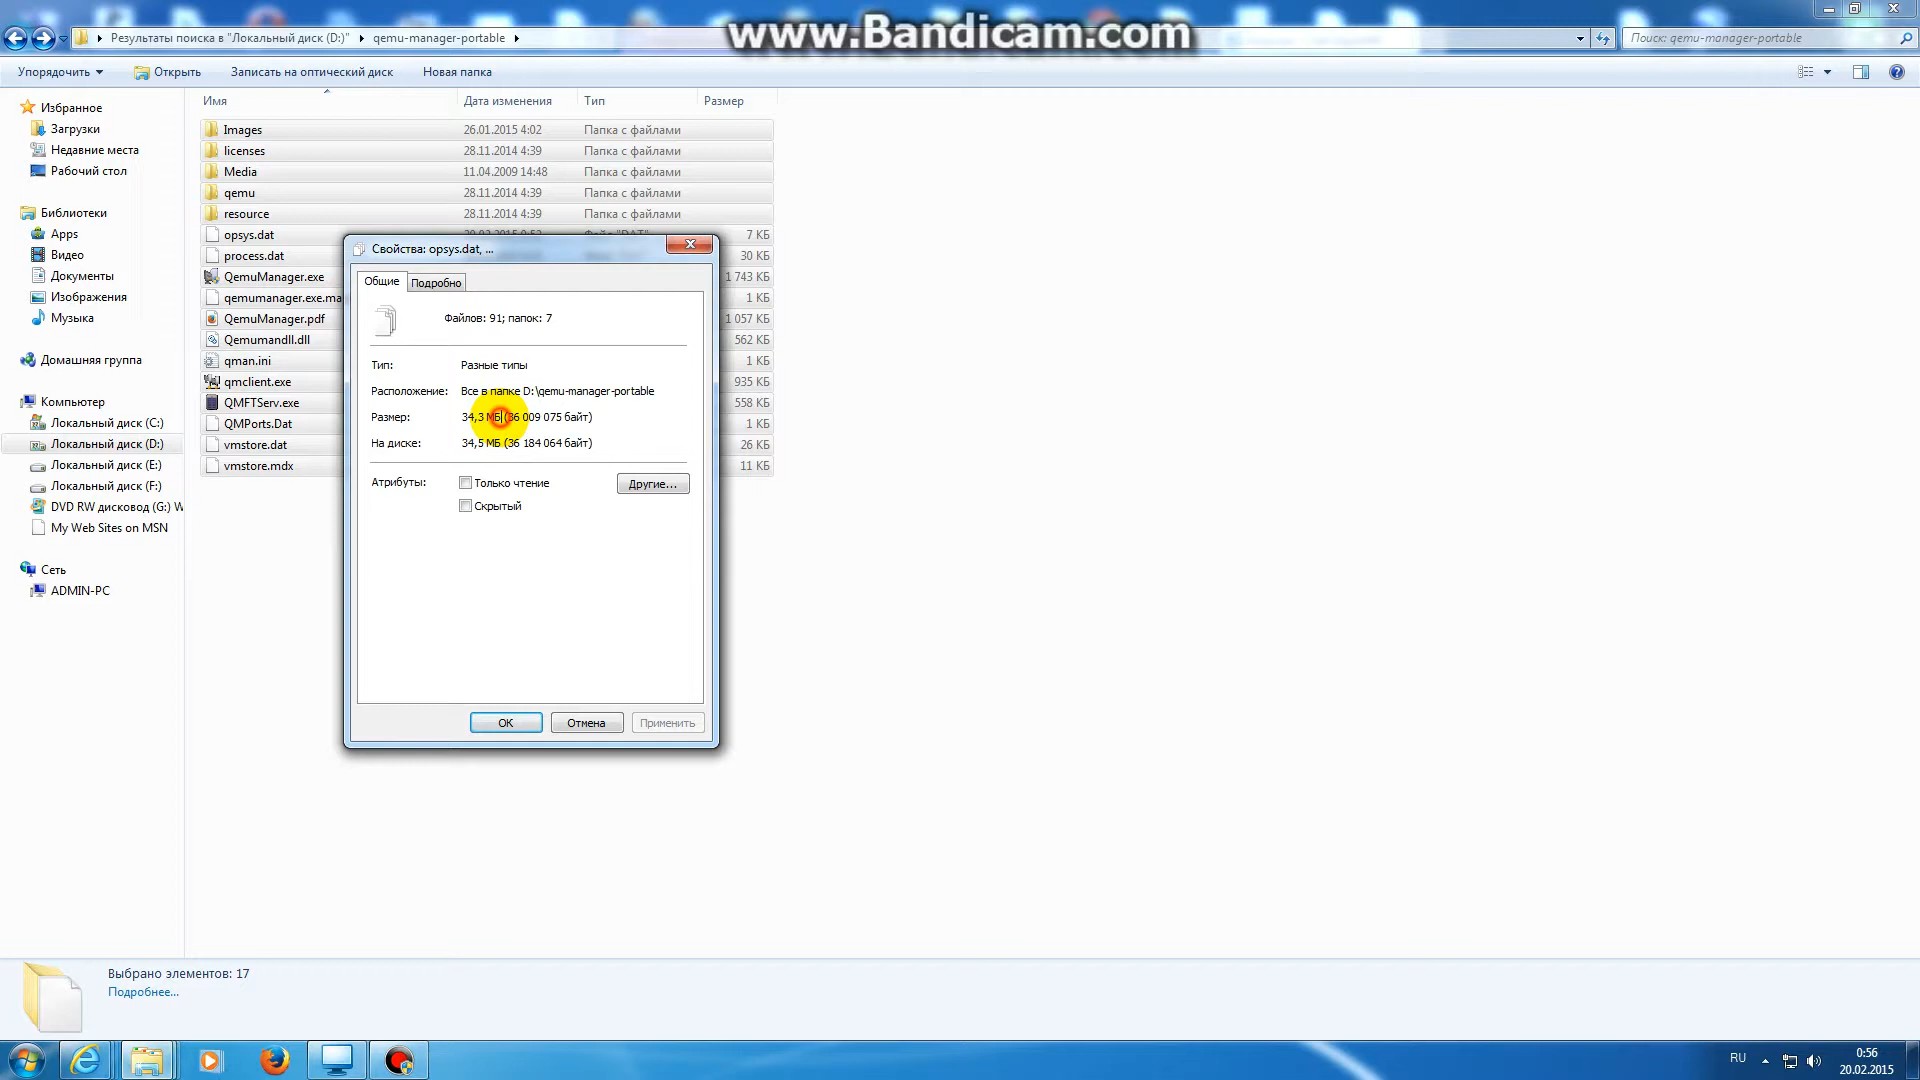 www.Bandicam.com
Результаты поиска в "Локальный диск (D:)"
qemu-manager-portable
Поиск: qemu-manager-portable
Упорядочить
Открыть
Записать на оптический диск
Новая папка
Имя
Дата изменения
Тип
Размер
Избранное
Загрузки
Недавние места
Рабочий стол
Библиотеки
Apps
Видео
Документы
Изображения
Музыка
Домашняя группа
Компьютер
Локальный диск (C:)
Локальный диск (D:)
Локальный диск (E:)
Локальный диск (F:)
DVD RW дисковод (G:) W
My Web Sites on MSN
Сеть
ADMIN-PC
Images 26.01.2015 4:02 Папка с файлами
licenses 28.11.2014 4:39 Папка с файлами
Media 11.04.2009 14:48 Папка с файлами
qemu 28.11.2014 4:39 Папка с файлами
resource 28.11.2014 4:39 Папка с файлами
opsys.dat 7 КБ
process.dat 30 КБ
QemuManager.exe 1 743 КБ
qemumanager.exe.ma 1 КБ
QemuManager.pdf 1 057 КБ
Qemumandll.dll 562 КБ
qman.ini 1 КБ
qmclient.exe 935 КБ
QMFTServ.exe 558 КБ
QMPorts.Dat 1 КБ
vmstore.dat 26 КБ
vmstore.mdx 11 КБ
Свойства: opsys.dat, ...
Общие
Подробно
Файлов: 91; папок: 7
Тип: Разные типы
Расположение: Все в папке D:\qemu-manager-portable
Размер: 34,3 МБ (36 009 075 байт)
На диске: 34,5 МБ (36 184 064 байт)
Атрибуты:
Только чтение
Другие...
Скрытый
OK
Отмена
Применить
Выбрано элементов: 17
Подробнее...
RU
0:56
20.02.2015